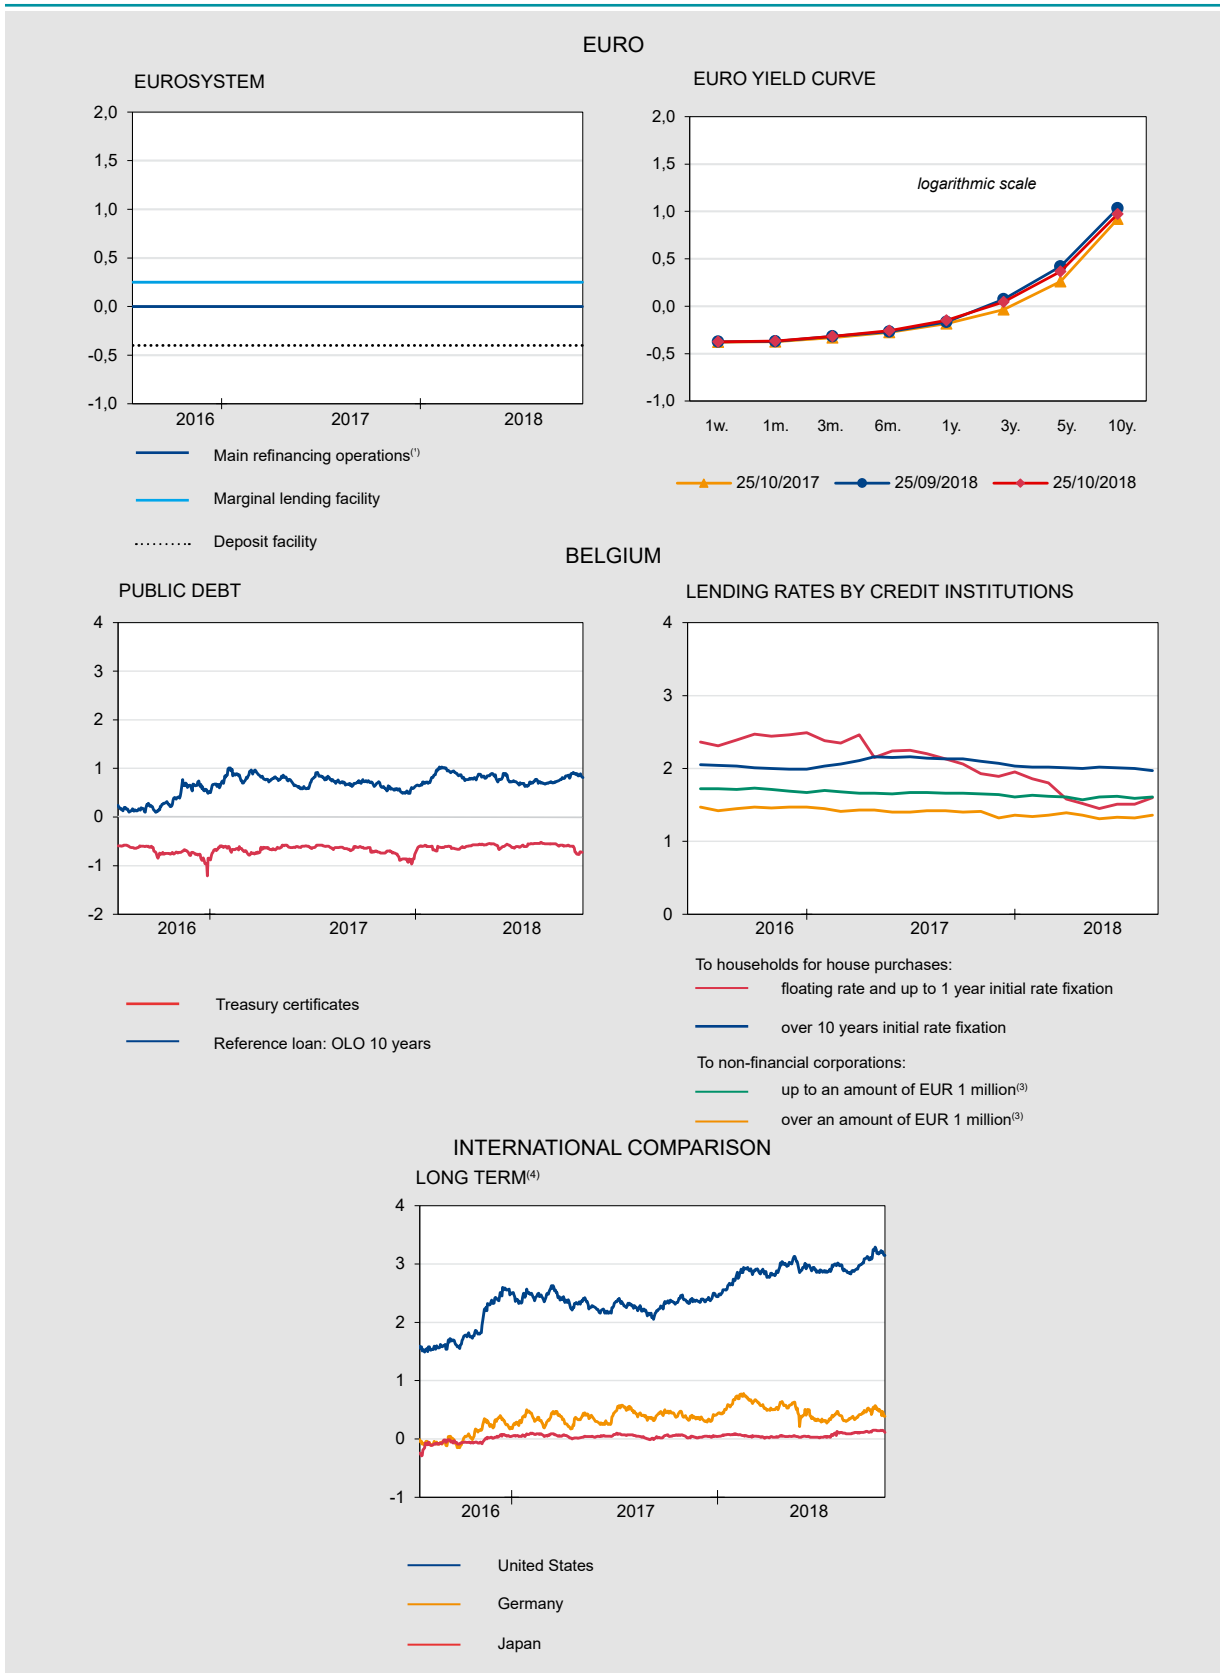 EURO
EUROSYSTEM
2,0
1,5
1,0
0,5
0,0
-0,5
-1,0
2016 2017 2018
Main refinancing operations(¹)
Marginal lending facility
Deposit facility
EURO YIELD CURVE
2,0
1,5
1,0
0,5
0,0
-0,5
-1,0
logarithmic scale
1w. 1m. 3m. 6m. 1y. 3y. 5y. 10y.
25/10/2017 25/09/2018 25/10/2018
BELGIUM
PUBLIC DEBT
4
3
2
1
0
-1
-2
2016 2017 2018
Treasury certificates
Reference loan: OLO 10 years
LENDING RATES BY CREDIT INSTITUTIONS
4
3
2
1
0
2016 2017 2018
To households for house purchases:
floating rate and up to 1 year initial rate fixation
over 10 years initial rate fixation
To non-financial corporations:
up to an amount of EUR 1 million(3)
over an amount of EUR 1 million(3)
INTERNATIONAL COMPARISON
LONG TERM(4)
4
3
2
1
0
-1
2016 2017 2018
United States
Germany
Japan